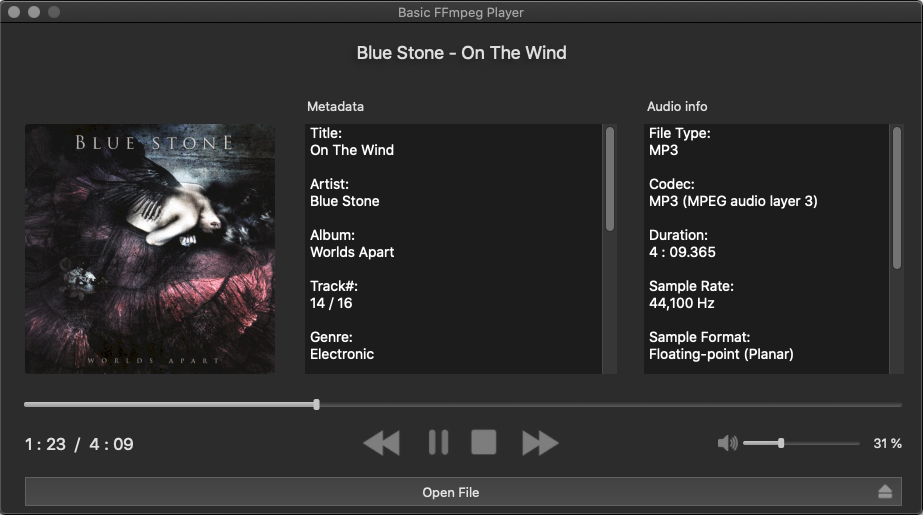 Basic FFmpeg Player
Blue Stone - On The Wind
BLUE STONE
WORLDS APART
Metadata
Title:
On The Wind
Artist:
Blue Stone
Album:
Worlds Apart
Track#:
14 / 16
Genre:
Electronic
Audio info
File Type:
MP3
Codec:
MP3 (MPEG audio layer 3)
Duration:
4 : 09.365
Sample Rate:
44,100 Hz
Sample Format:
Floating-point (Planar)
1 : 23 / 4 : 09
31 %
Open File